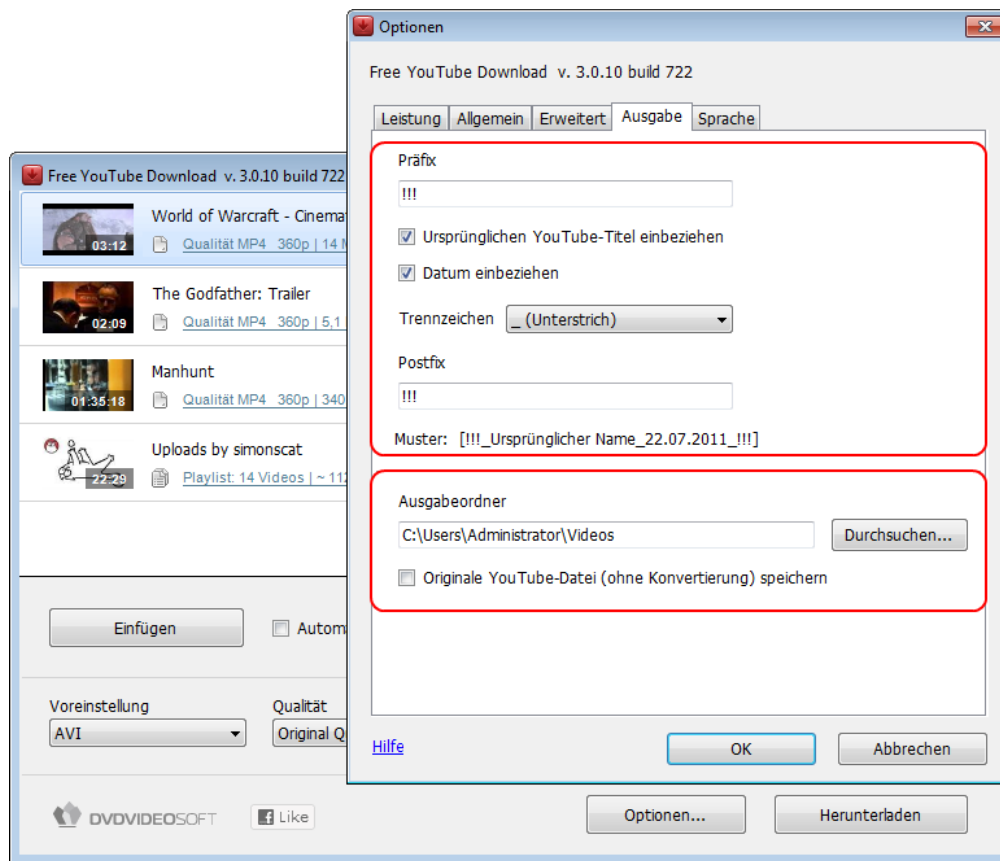 Optionen
Free YouTube Download v. 3.0.10 build 722
Leistung
Allgemein
Erweitert
Ausgabe
Sprache
Präfix
!!!
Ursprünglichen YouTube-Titel einbeziehen
Datum einbeziehen
Trennzeichen
_ (Unterstrich)
Postfix
!!!
Muster: [!!!_Ursprünglicher Name_22.07.2011_!!!]
Ausgabeordner
C:\Users\Administrator\Videos
Durchsuchen...
Originale YouTube-Datei (ohne Konvertierung) speichern
Hilfe
OK
Abbrechen
Free YouTube Download v. 3.0.10 build 722
03:12
World of Warcraft - Cinema
Qualität MP4 360p | 14
02:09
The Godfather: Trailer
Qualität MP4 360p | 5,1
01:35:18
Manhunt
Qualität MP4 360p | 340
22:29
Uploads by simonscat
Playlist: 14 Videos | ~ 112
Einfügen
Autom
Voreinstellung
AVI
Qualität
Original Q
DVDVIDEOSOFT
Like
Optionen...
Herunterladen